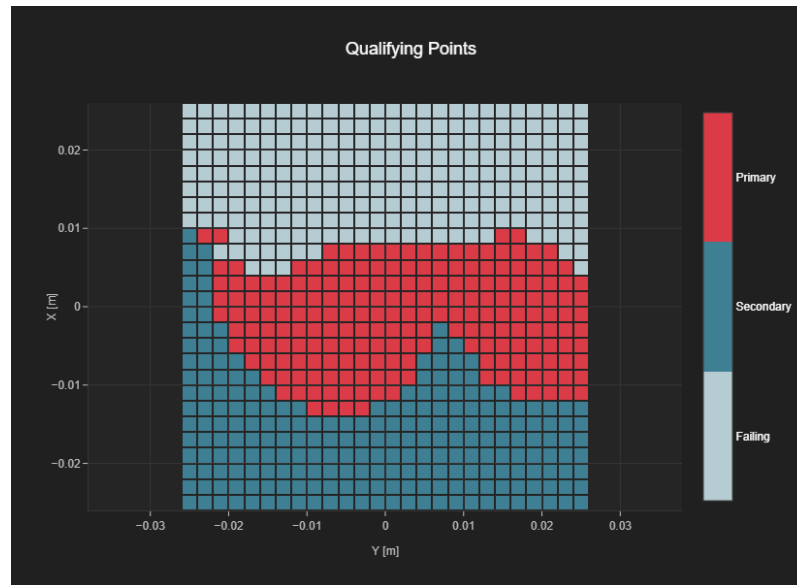 Qualifying Points
0.02
0.01
0
−0.01
−0.02
X [m]
−0.03
−0.02
−0.01
0
0.01
0.02
0.03
Y [m]
Primary
Secondary
Failing